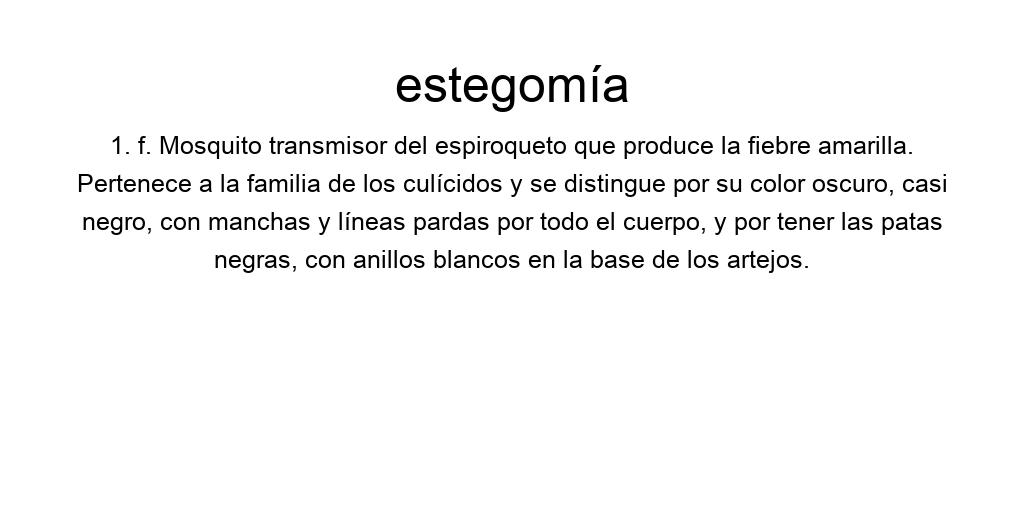 estegomía
1. f. Mosquito transmisor del espiroqueto que produce la fiebre amarilla.
Pertenece a la familia de los culícidos y se distingue por su color oscuro, casi
negro, con manchas y líneas pardas por todo el cuerpo, y por tener las patas
negras, con anillos blancos en la base de los artejos.